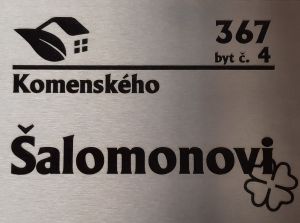 367
byt č. 4
Komenského
Šalomonovi